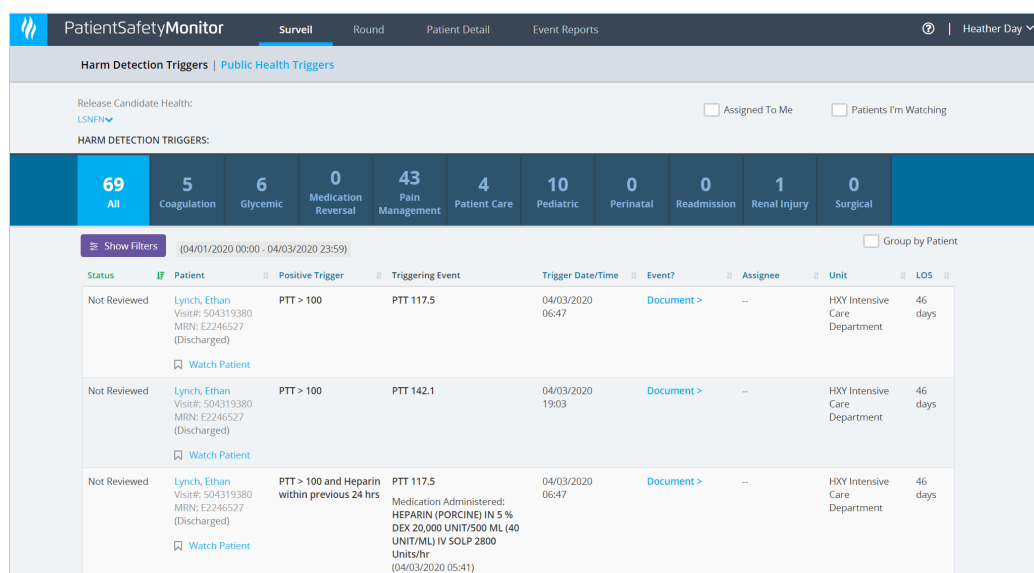 PatientSafetyMonitor Surveil Round Patient Detail Event Reports Heather Day
Harm Detection Triggers | Public Health Triggers
Release Candidate Health:
LSNFN
Assigned To Me Patients I'm Watching
HARM DETECTION TRIGGERS:
69 5 6 0 43 4 10 0 0 1 0
All Coagulation Glycemic Medication Reversal Pain Management Patient Care Pediatric Perinatal Readmission Renal Injury Surgical
Show Filters (04/01/2020 00:00 - 04/03/2020 23:59) Group by Patient
Status Patient Positive Trigger Triggering Event Trigger Date/Time Event? Assignee Unit LOS
Not Reviewed Lynch, Ethan PTT > 100 PTT 117.5 04/03/2020 Document > -- HXY Intensive 46
Visit#: 504319380 06:47 Care days
MRN: E2246527 Department
(Discharged)
Watch Patient
Not Reviewed Lynch, Ethan PTT > 100 PTT 142.1 04/03/2020 Document > -- HXY Intensive 46
Visit#: 504319380 19:03 Care days
MRN: E2246527 Department
(Discharged)
Watch Patient
Not Reviewed Lynch, Ethan PTT > 100 and Heparin PTT 117.5 04/03/2020 Document > -- HXY Intensive 46
Visit#: 504319380 within previous 24 hrs 06:47 Care days
MRN: E2246527 Medication Administered: Department
(Discharged) HEPARIN (PORCINE) IN 5 %
DEX 20,000 UNIT/500 ML (40
Watch Patient UNIT/ML) IV SOLP 2800
Units/hr
(04/03/2020 05:41)